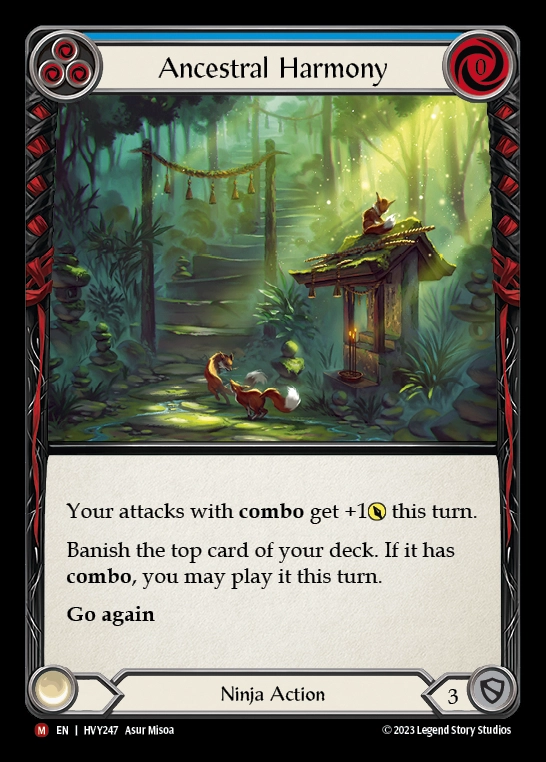 Ancestral Harmony
0
Your attacks with combo get +1 this turn.
Banish the top card of your deck. If it has
combo, you may play it this turn.
Go again
Ninja Action
3
M EN | HVY247 Asur Misoa
© 2023 Legend Story Studios